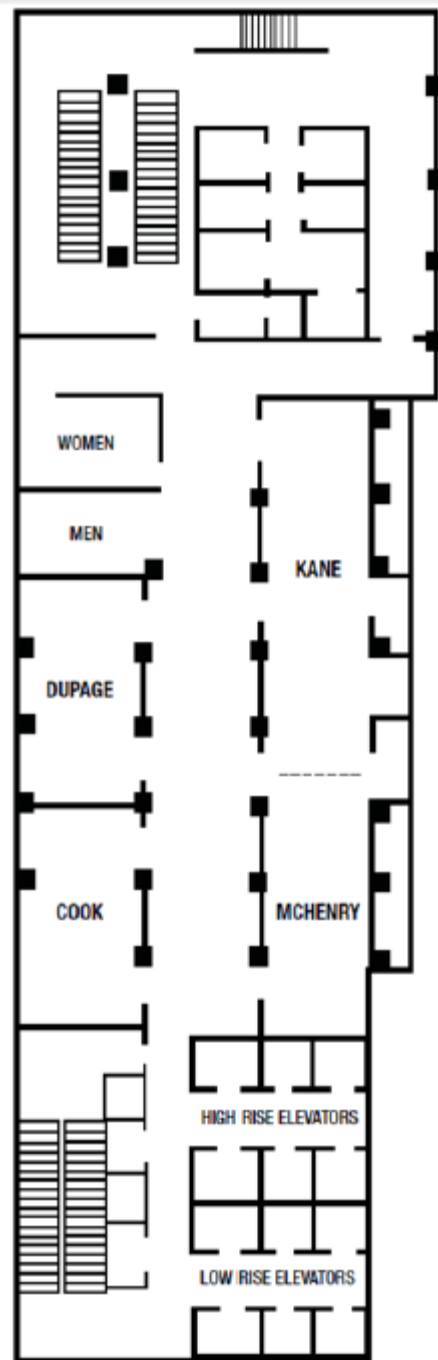 WOMEN
MEN
KANE
DUPAGE
COOK
MCHENRY
HIGH RISE ELEVATORS
LOW RISE ELEVATORS